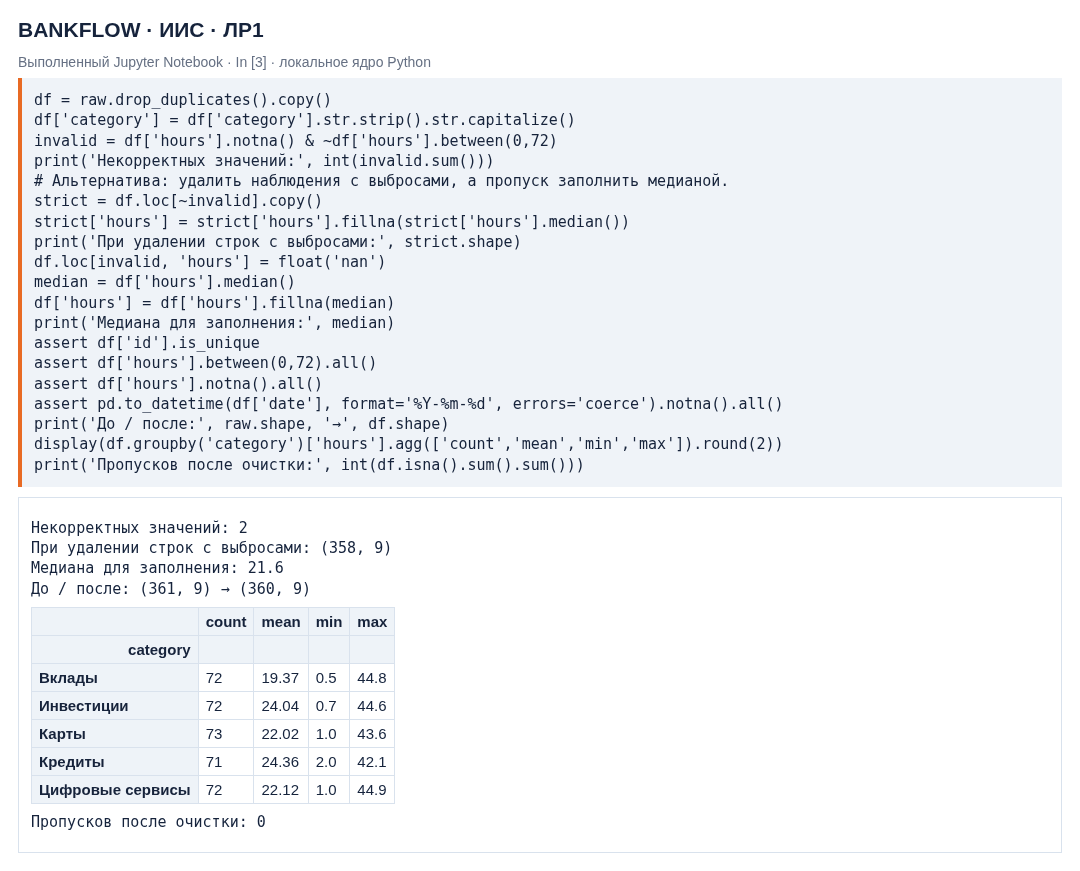 BANKFLOW · ИИС · ЛР1
Выполненный Jupyter Notebook · In [3] · локальное ядро Python
df = raw.drop_duplicates().copy()
df['category'] = df['category'].str.strip().str.capitalize()
invalid = df['hours'].notna() & ~df['hours'].between(0,72)
print('Некорректных значений:', int(invalid.sum()))
# Альтернатива: удалить наблюдения с выбросами, а пропуск заполнить медианой.
strict = df.loc[~invalid].copy()
strict['hours'] = strict['hours'].fillna(strict['hours'].median())
print('При удалении строк с выбросами:', strict.shape)
df.loc[invalid, 'hours'] = float('nan')
median = df['hours'].median()
df['hours'] = df['hours'].fillna(median)
print('Медиана для заполнения:', median)
assert df['id'].is_unique
assert df['hours'].between(0,72).all()
assert df['hours'].notna().all()
assert pd.to_datetime(df['date'], format='%Y-%m-%d', errors='coerce').notna().all()
print('До / после:', raw.shape, '→', df.shape)
display(df.groupby('category')['hours'].agg(['count','mean','min','max']).round(2))
print('Пропусков после очистки:', int(df.isna().sum().sum()))
Некорректных значений: 2
При удалении строк с выбросами: (358, 9)
Медиана для заполнения: 21.6
До / после: (361, 9) → (360, 9)
count mean min max
category
Вклады 72 19.37 0.5 44.8
Инвестиции 72 24.04 0.7 44.6
Карты 73 22.02 1.0 43.6
Кредиты 71 24.36 2.0 42.1
Цифровые сервисы 72 22.12 1.0 44.9
Пропусков после очистки: 0